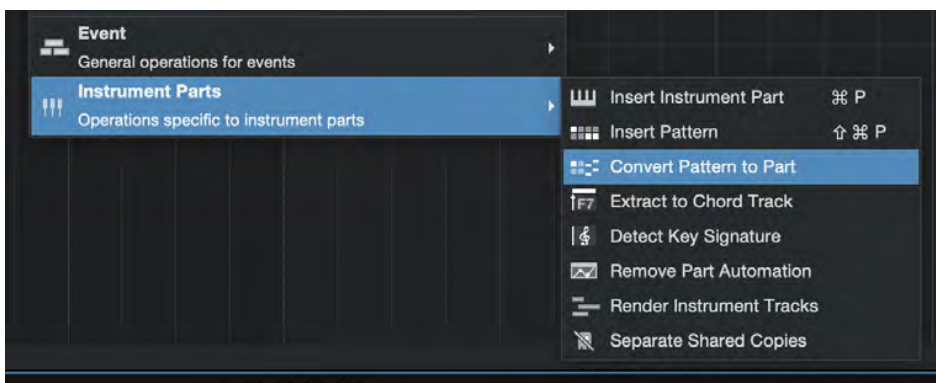 Event
General operations for events
Instrument Parts
Operations specific to instrument parts
Insert Instrument Part ⌘ P
Insert Pattern ⇧ ⌘ P
Convert Pattern to Part
F7 Extract to Chord Track
Detect Key Signature
Remove Part Automation
Render Instrument Tracks
Separate Shared Copies